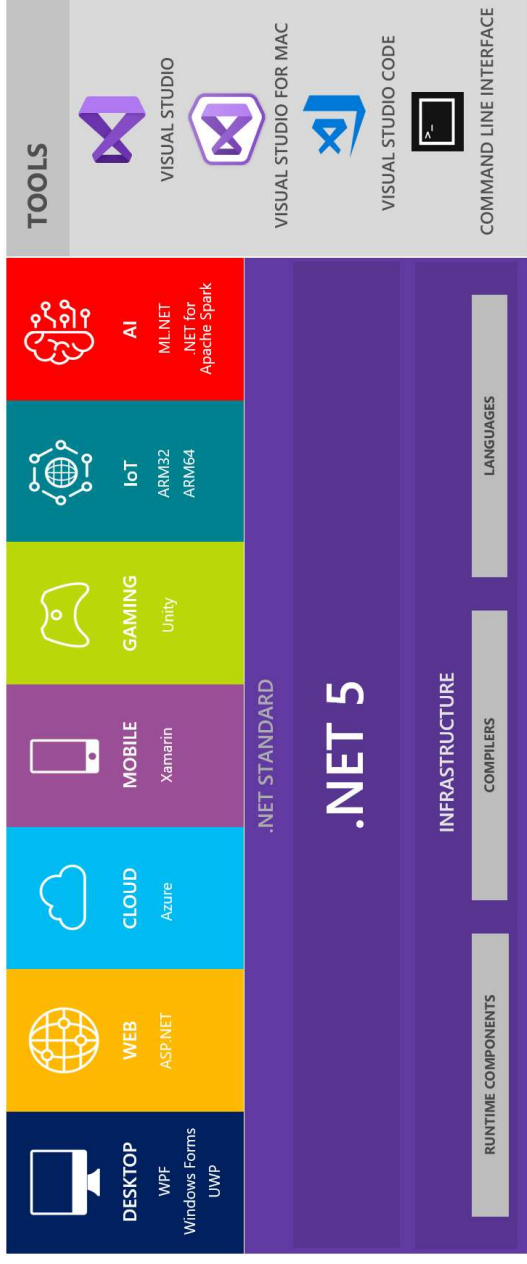 DESKTOP
WPF
Windows Forms
UWP
WEB
ASP.NET
CLOUD
Azure
MOBILE
Xamarin
GAMING
Unity
IoT
ARM32
ARM64
AI
ML.NET
.NET for
Apache Spark
.NET STANDARD
.NET 5
INFRASTRUCTURE
RUNTIME COMPONENTS
COMPILERS
LANGUAGES
TOOLS
VISUAL STUDIO
VISUAL STUDIO FOR MAC
VISUAL STUDIO CODE
>_
COMMAND LINE INTERFACE